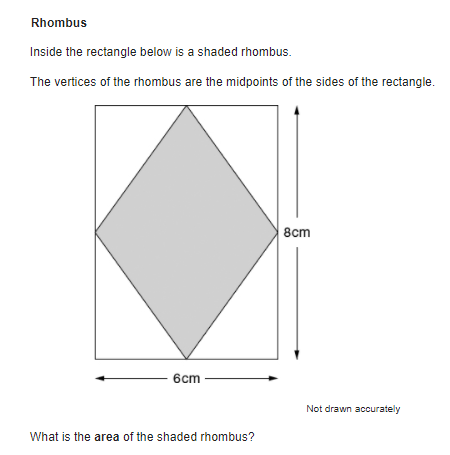 Rhombus
Inside the rectangle below is a shaded rhombus.
The vertices of the rhombus are the midpoints of the sides of the rectangle.
8cm
6cm
Not drawn accurately
What is the area of the shaded rhombus?